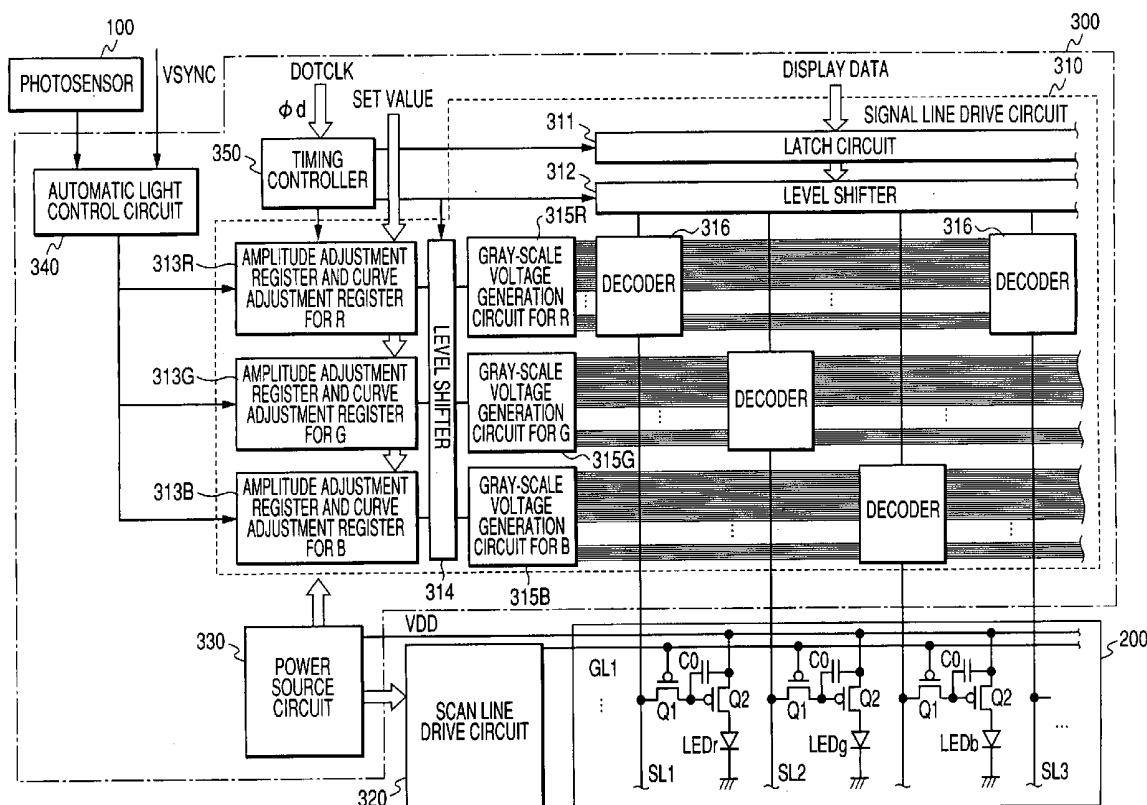 100
PHOTOSENSOR
VSYNC
DOTCLK
φd
SET VALUE
DISPLAY DATA
300
310
SIGNAL LINE DRIVE CIRCUIT
311
LATCH CIRCUIT
350
TIMING
CONTROLLER
312
LEVEL SHIFTER
AUTOMATIC LIGHT
CONTROL CIRCUIT
340
315R
316
316
313R
AMPLITUDE ADJUSTMENT
REGISTER AND CURVE
ADJUSTMENT REGISTER
FOR R
GRAY-SCALE
VOLTAGE
GENERATION
CIRCUIT FOR R
DECODER
DECODER
LEVEL SHIFTER
313G
AMPLITUDE ADJUSTMENT
REGISTER AND CURVE
ADJUSTMENT REGISTER
FOR G
GRAY-SCALE
VOLTAGE
GENERATION
CIRCUIT FOR G
DECODER
315G
313B
AMPLITUDE ADJUSTMENT
REGISTER AND CURVE
ADJUSTMENT REGISTER
FOR B
GRAY-SCALE
VOLTAGE
GENERATION
CIRCUIT FOR B
DECODER
314
315B
330
POWER
SOURCE
CIRCUIT
VDD
200
SCAN LINE
DRIVE CIRCUIT
320
GL1
C0
C0
C0
Q1
Q2
Q1
Q2
Q1
Q2
LEDr
LEDg
LEDb
SL1
SL2
SL3